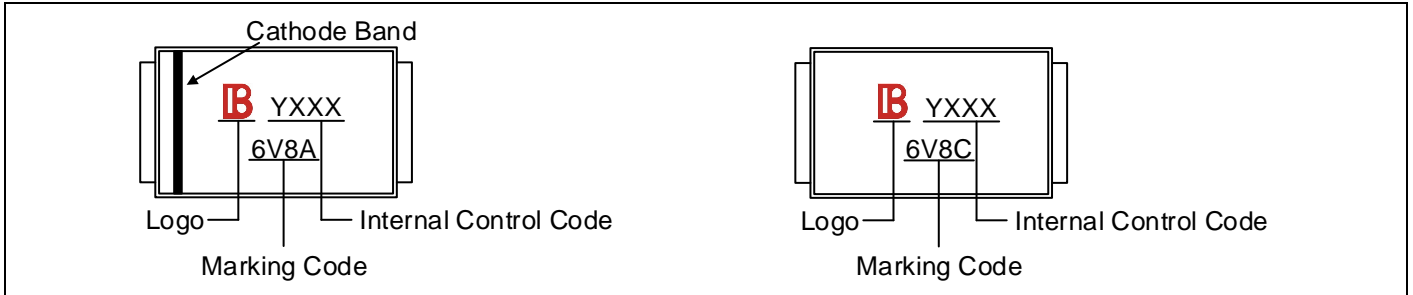 Cathode Band
B YXXX
6V8A
Logo
Internal Control Code
Marking Code
B YXXX
6V8C
Logo
Internal Control Code
Marking Code